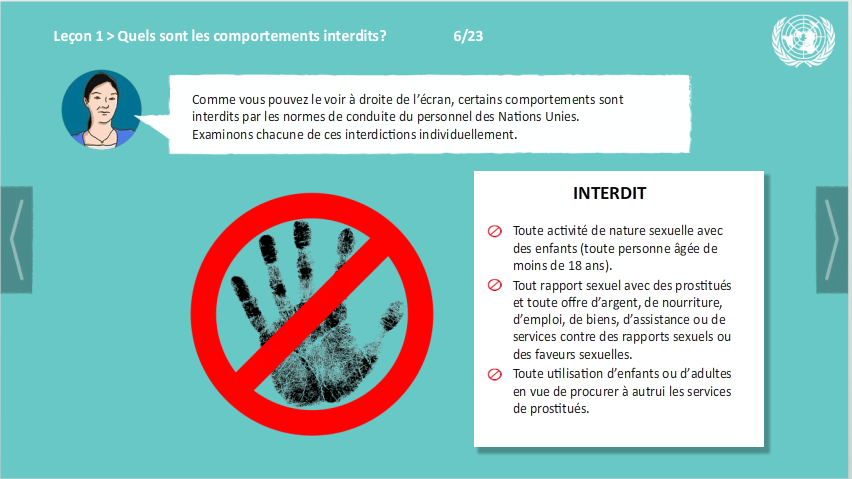 Leçon 1 > Quels sont les comportements interdits?
6/23
Comme vous pouvez le voir à droite de l'écran, certains comportements sont
interdits par les normes de conduite du personnel des Nations Unies.
Examinons chacune de ces interdictions individuellement.
INTERDIT
Toute activité de nature sexuelle avec
des enfants (toute personne âgée de
moins de 18 ans).
Tout rapport sexuel avec des prostitués
et toute offre d'argent, de nourriture,
d'emploi, de biens, d'assistance ou de
services contre des rapports sexuels ou
des faveurs sexuelles.
Toute utilisation d'enfants ou d'adultes
en vue de procurer à autrui les services
de prostitués.